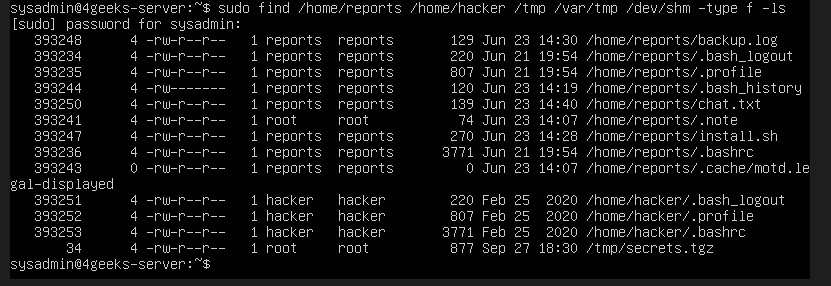 sysadmin@4geeks-server:~$ sudo find /home/reports /home/hacker /tmp /var/tmp /dev/shm -type f -ls
[sudo] password for sysadmin:
393248 4 -rw-r--r-- 1 reports reports 129 Jun 23 14:30 /home/reports/backup.log
393234 4 -rw-r--r-- 1 reports reports 220 Jun 21 19:54 /home/reports/.bash_logout
393235 4 -rw-r--r-- 1 reports reports 807 Jun 21 19:54 /home/reports/.profile
393244 4 -rw------- 1 reports reports 120 Jun 23 14:19 /home/reports/.bash_history
393250 4 -rw-r--r-- 1 reports reports 139 Jun 23 14:40 /home/reports/chat.txt
393241 4 -rw-r--r-- 1 root root 74 Jun 23 14:07 /home/reports/.note
393247 4 -rw-r--r-- 1 reports reports 270 Jun 23 14:28 /home/reports/install.sh
393236 4 -rw-r--r-- 1 reports reports 3771 Jun 21 19:54 /home/reports/.bashrc
393243 0 -rw-r--r-- 1 reports reports 0 Jun 23 14:07 /home/reports/.cache/motd.le
gal-displayed
393251 4 -rw-r--r-- 1 hacker hacker 220 Feb 25 2020 /home/hacker/.bash_logout
393252 4 -rw-r--r-- 1 hacker hacker 807 Feb 25 2020 /home/hacker/.profile
393253 4 -rw-r--r-- 1 hacker hacker 3771 Feb 25 2020 /home/hacker/.bashrc
34 4 -rw-r--r-- 1 root root 877 Sep 27 18:30 /tmp/secrets.tgz
sysadmin@4geeks-server:~$